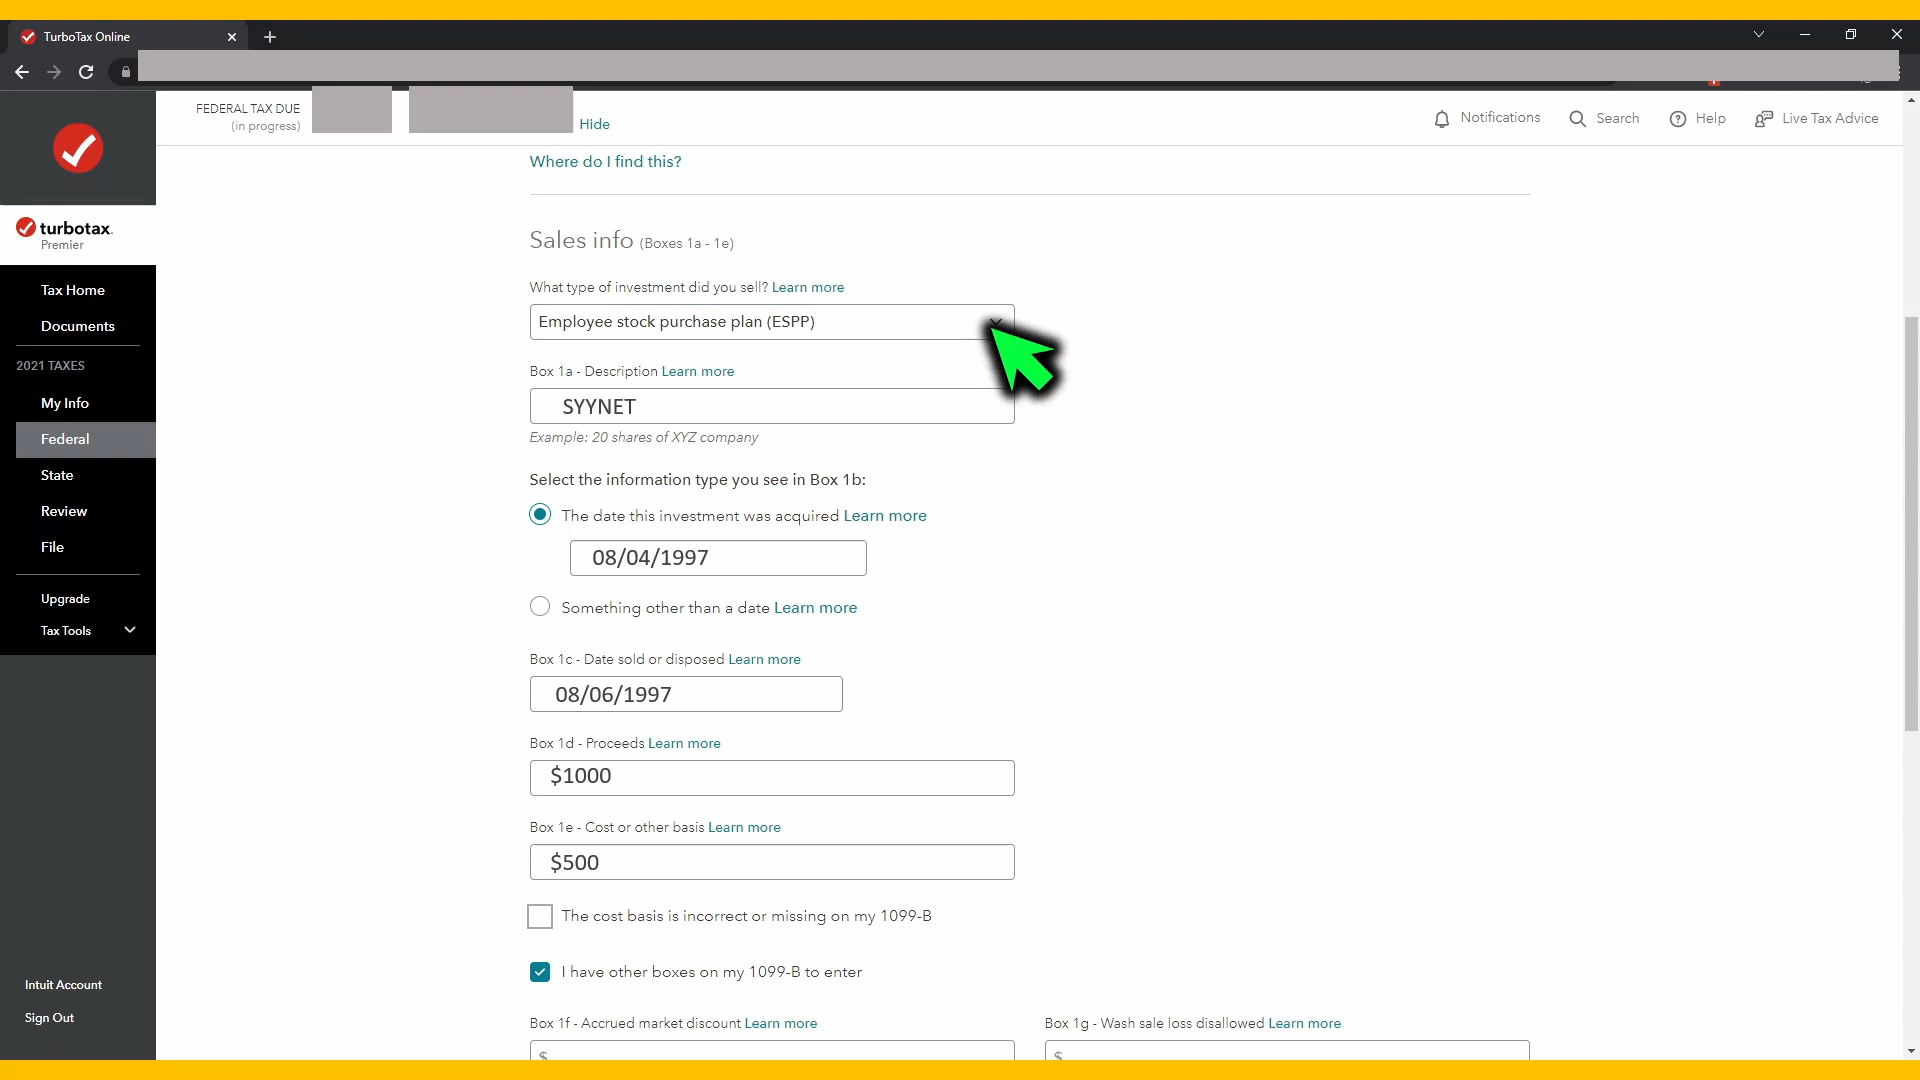 TurboTax Online
FEDERAL TAX DUE
(in progress)
Hide
Notifications
Search
Help
Live Tax Advice
turbotax.
Premier
Tax Home
Documents
2021 TAXES
My Info
Federal
State
Review
File
Upgrade
Tax Tools
Intuit Account
Sign Out
Where do I find this?
Sales info (Boxes 1a - 1e)
What type of investment did you sell? Learn more
Employee stock purchase plan (ESPP)
Box 1a - Description Learn more
SYYNET
Example: 20 shares of XYZ company
Select the information type you see in Box 1b:
The date this investment was acquired Learn more
08/04/1997
Something other than a date Learn more
Box 1c - Date sold or disposed Learn more
08/06/1997
Box 1d - Proceeds Learn more
$1000
Box 1e - Cost or other basis Learn more
$500
The cost basis is incorrect or missing on my 1099-B
I have other boxes on my 1099-B to enter
Box 1f - Accrued market discount Learn more
$
Box 1g - Wash sale loss disallowed Learn more
$